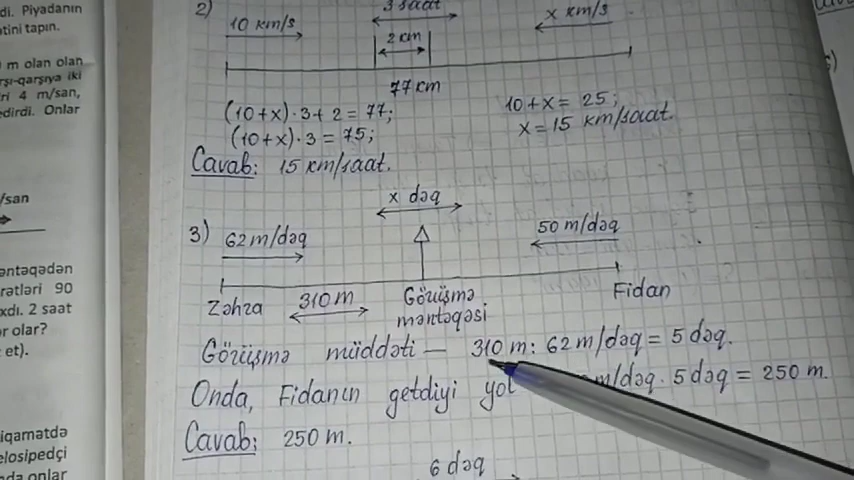 di. Piyadanın
tini tapın.
m olan olan
rşı-qarşıya iki
ri 4 m/san,
edirdi. Onlar
/san
əntəqədən
rətləri 90
xdı. 2 saat
r olar?
et).
iqamətdə
elosipedçi
nda onlar
2)
3 saat
10 km/s
2 km
x km/s
77 km
(10+x)·3+2=77;
10+x=25;
(10+x)·3=75;
x=15 km/saat.
Cavab: 15 km/saat.
x dəq
3) 62 m/dəq
50 m/dəq
Zəhra
310 m
Görüşmə
məntəqəsi
Fidan
Görüşmə müddəti — 310 m : 62 m/dəq = 5 dəq.
Onda, Fidanın getdiyi yol m/dəq · 5 dəq = 250 m.
Cavab: 250 m.
6 dəq